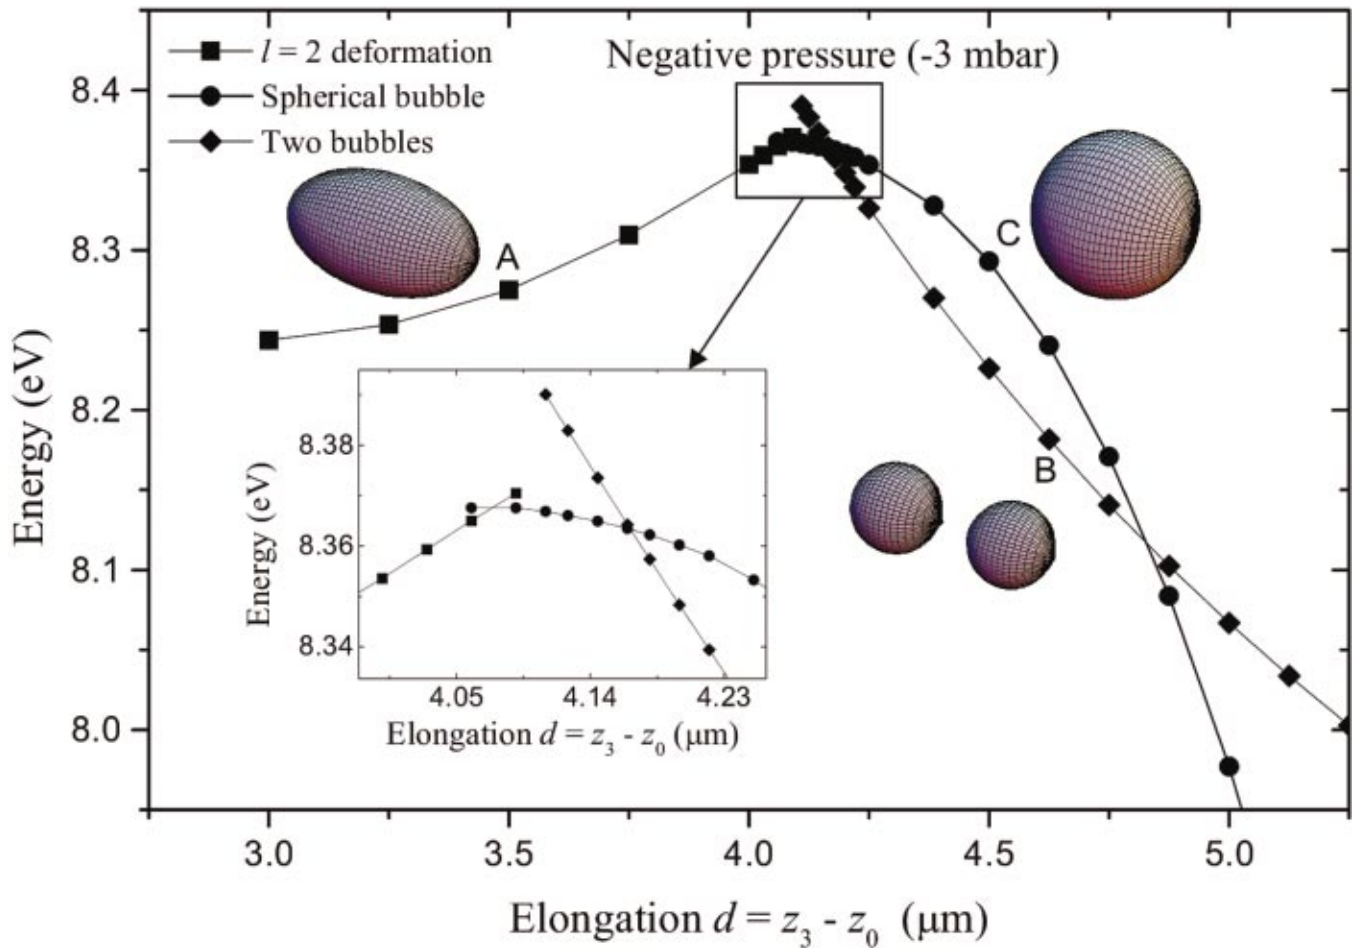 l = 2 deformation
Spherical bubble
Two bubbles
Negative pressure (-3 mbar)
A
C
B
Energy (eV)
8.4
8.3
8.2
8.1
8.0
3.0 3.5 4.0 4.5 5.0
Elongation d = z₃ - z₀ (μm)
Energy (eV)
8.38
8.36
8.34
4.05 4.14 4.23
Elongation d = z₃ - z₀ (μm)